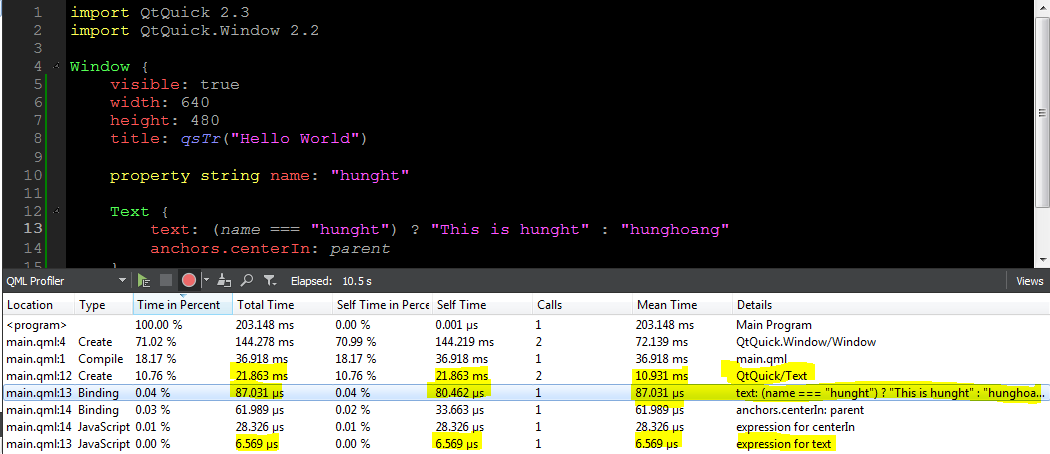 1 import QtQuick 2.3
2 import QtQuick.Window 2.2
3
4 Window {
5 visible: true
6 width: 640
7 height: 480
8 title: qsTr("Hello World")
9
10 property string name: "hunght"
11
12 Text {
13 text: (name === "hunght") ? "This is hunght" : "hunghoang"
14 anchors.centerIn: parent
15 }
QML Profiler Elapsed: 10.5 s Views
Location Type Time in Percent Total Time Self Time in Perce Self Time Calls Mean Time Details
<program> 100.00 % 203.148 ms 0.00 % 0.001 µs 1 203.148 ms Main Program
main.qml:4 Create 71.02 % 144.278 ms 70.99 % 144.219 ms 2 72.139 ms QtQuick.Window/Window
main.qml:1 Compile 18.17 % 36.918 ms 18.17 % 36.918 ms 1 36.918 ms main.qml
main.qml:12 Create 10.76 % 21.863 ms 10.76 % 21.863 ms 2 10.931 ms QtQuick/Text
main.qml:13 Binding 0.04 % 87.031 µs 0.04 % 80.462 µs 1 87.031 µs text: (name === "hunght") ? "This is hunght" : "hunghoa...
main.qml:14 Binding 0.03 % 61.989 µs 0.02 % 33.663 µs 1 61.989 µs anchors.centerIn: parent
main.qml:14 JavaScript 0.01 % 28.326 µs 0.01 % 28.326 µs 1 28.326 µs expression for centerIn
main.qml:13 JavaScript 0.00 % 6.569 µs 0.00 % 6.569 µs 1 6.569 µs expression for text